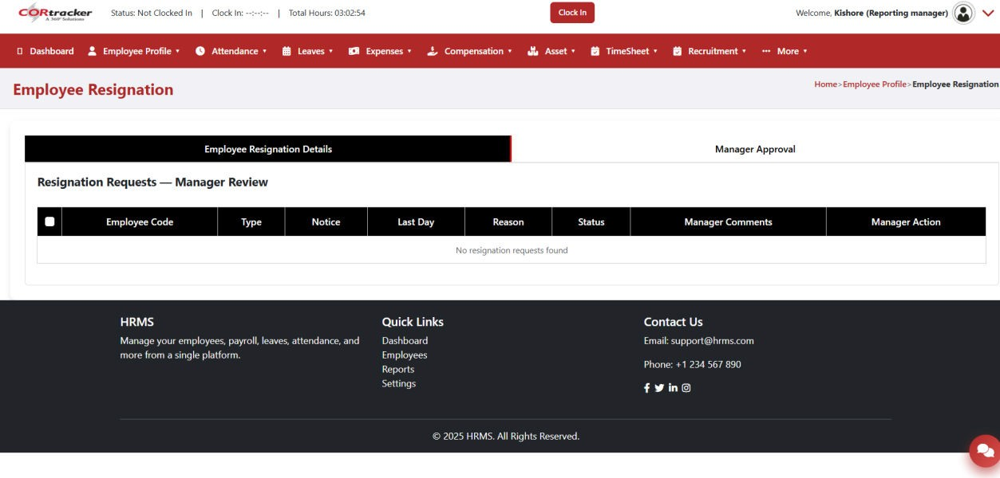 CORtracker
A 360° Solutions
Status: Not Clocked In | Clock In: --:--:-- | Total Hours: 03:02:54
Clock In
Welcome, Kishore (Reporting manager)
Dashboard Employee Profile Attendance Leaves Expenses Compensation Asset TimeSheet Recruitment More
Employee Resignation
Home>Employee Profile>Employee Resignation
Employee Resignation Details Manager Approval
Resignation Requests — Manager Review
Employee Code Type Notice Last Day Reason Status Manager Comments Manager Action
No resignation requests found
HRMS
Manage your employees, payroll, leaves, attendance, and
more from a single platform.
Quick Links
Dashboard
Employees
Reports
Settings
Contact Us
Email: support@hrms.com
Phone: +1 234 567 890
© 2025 HRMS. All Rights Reserved.